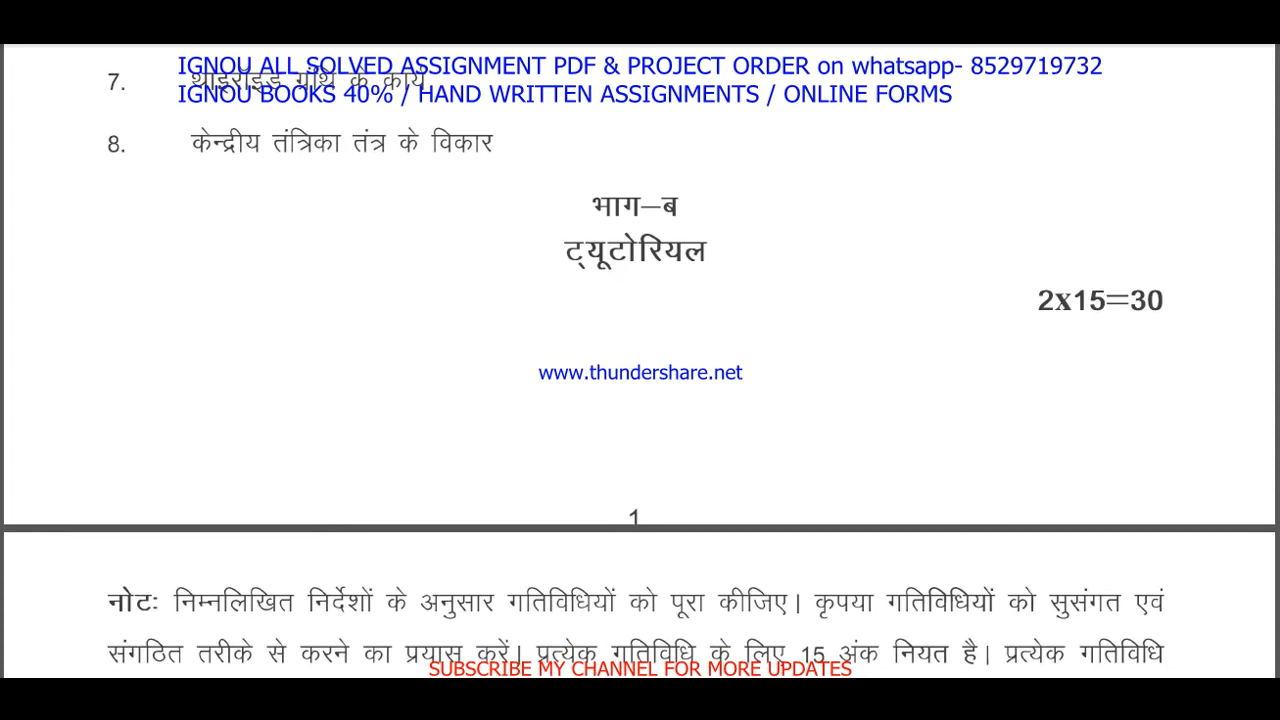 IGNOU ALL SOLVED ASSIGNMENT PDF & PROJECT ORDER on whatsapp- 8529719732
7. थाइरॉइड ग्रंथि के कार्य
IGNOU BOOKS 40% / HAND WRITTEN ASSIGNMENTS / ONLINE FORMS
8. केन्द्रीय तंत्रिका तंत्र के विकार
भाग–ब
ट्यूटोरियल
2x15=30
www.thundershare.net
1
नोटः निम्नलिखित निर्देशों के अनुसार गतिविधियों को पूरा कीजिए। कृपया गतिविधियों को सुसंगत एवं
संगठित तरीके से करने का प्रयास करें। प्रत्येक गतिविधि के लिए 15 अंक नियत है। प्रत्येक गतिविधि
SUBSCRIBE MY CHANNEL FOR MORE UPDATES